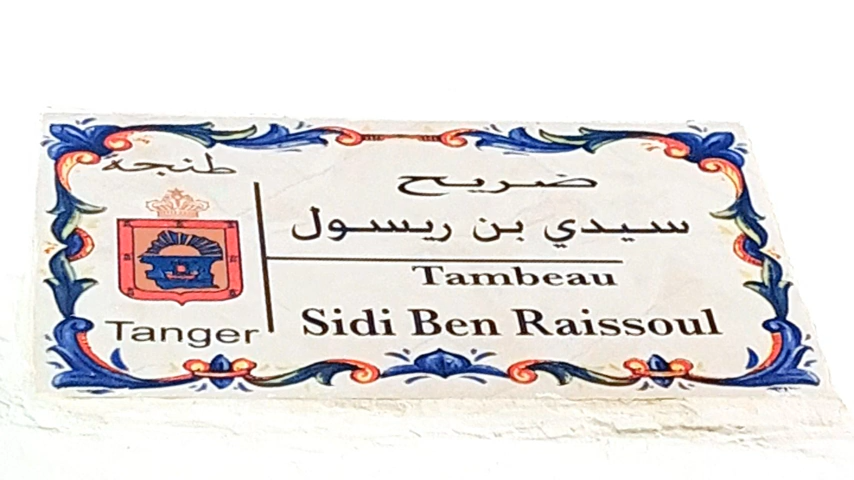 طنجة
Tanger
ضريح
سيدي بن ريسول
Tambeau
Sidi Ben Raissoul